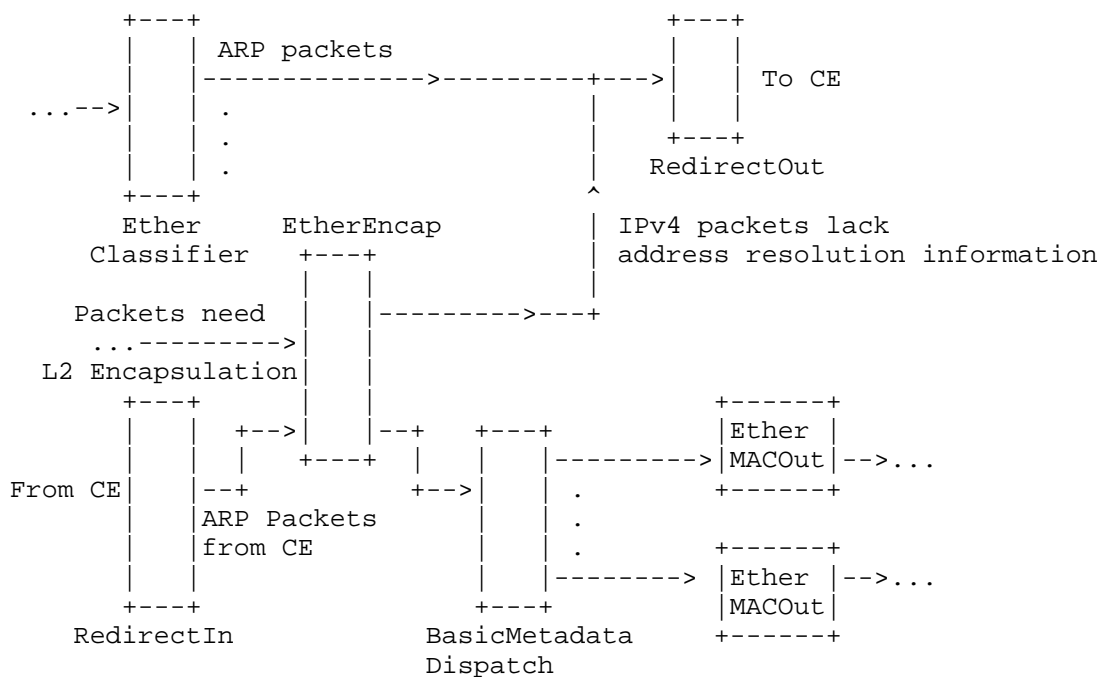 ARP packets
To CE
...-->
.
.
.
RedirectOut
Ether
Classifier
EtherEncap
IPv4 packets lack
address resolution information
Packets need
...--------->
L2 Encapsulation
Ether
MACOut
-->...
From CE
ARP Packets
from CE
.
.
.
Ether
MACOut
-->...
RedirectIn
BasicMetadata
Dispatch